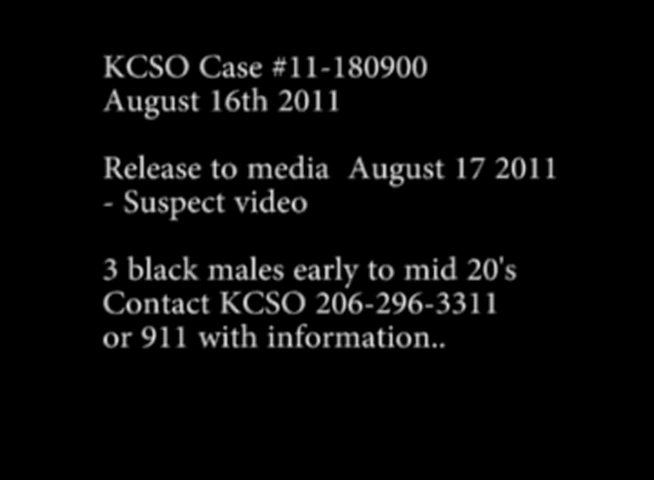 KCSO Case #11-180900
August 16th 2011
Release to media  August 17 2011
- Suspect video
3 black males early to mid 20's
Contact KCSO 206-296-3311
or 911 with information..